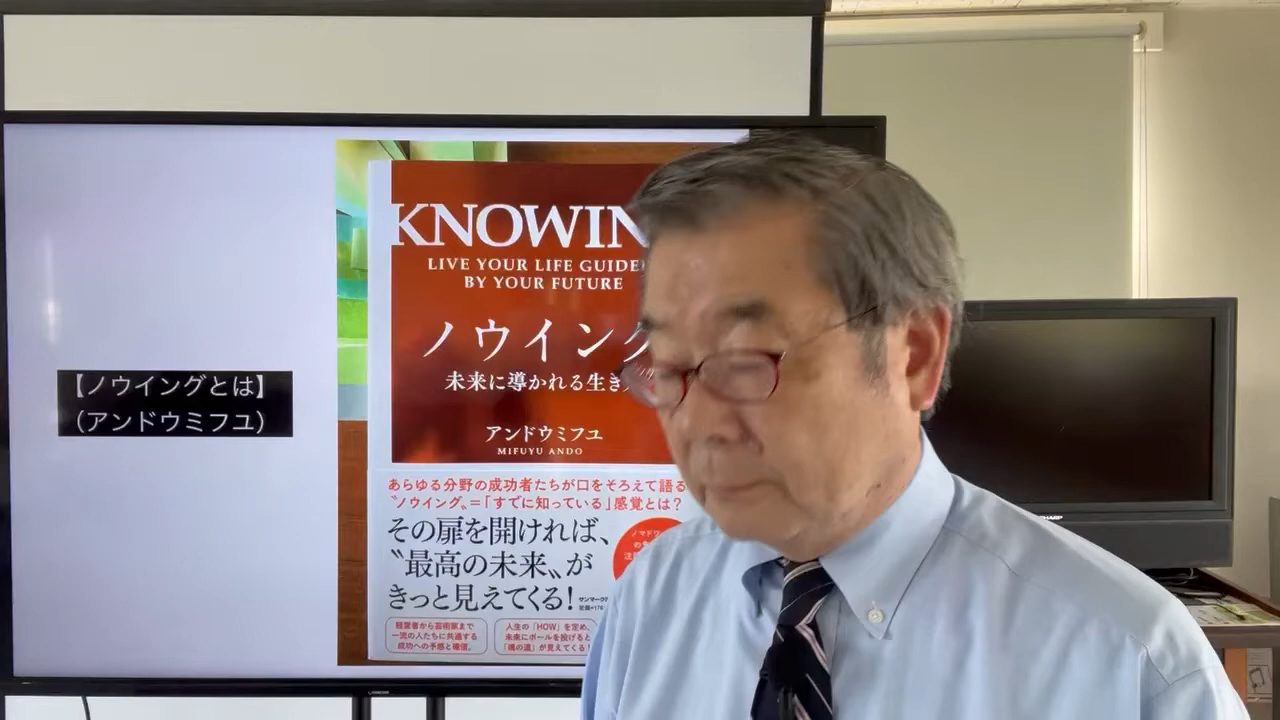 【ノウイングとは】
（アンドウミフユ）
KNOWIN
LIVE YOUR LIFE GUIDE
BY YOUR FUTURE
ノウイング
未来に導かれる生き
アンドウミフユ
MIFUYU ANDO
あらゆる分野の成功者たちが口をそろえて語る
〝ノウイング〟=「すでに知っている」感覚とは?
その扉を開ければ、
〝最高の未来〟が
きっと見えてくる!
経営者から芸術家まで
一流の人たちに共通する
成功への予感と確信。
人生の「HOW」を定め、
未来にボールを投げると
「魂の道」が見えてくる
SHARP